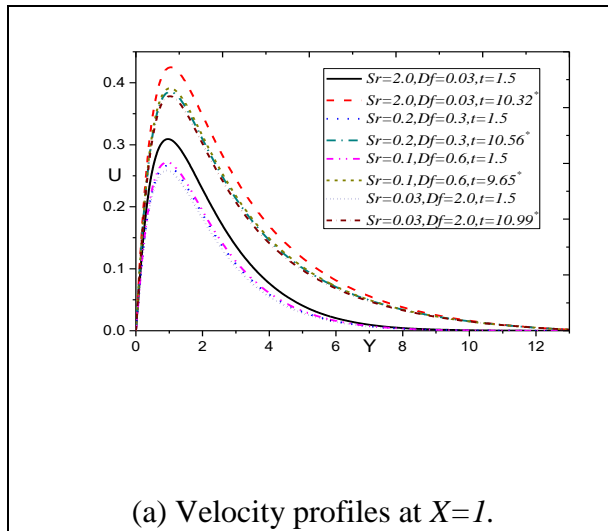 0.4
0.3
0.2
0.1
0.0
U
Sr=2.0,Df=0.03,t=1.5
Sr=2.0,Df=0.03,t=10.32*
Sr=0.2,Df=0.3,t=1.5
Sr=0.2,Df=0.3,t=10.56*
Sr=0.1,Df=0.6,t=1.5
Sr=0.1,Df=0.6,t=9.65*
Sr=0.03,Df=2.0,t=1.5
Sr=0.03,Df=2.0,t=10.99*
0 2 4 6 8 10 12
Y
(a) Velocity profiles at X=1.